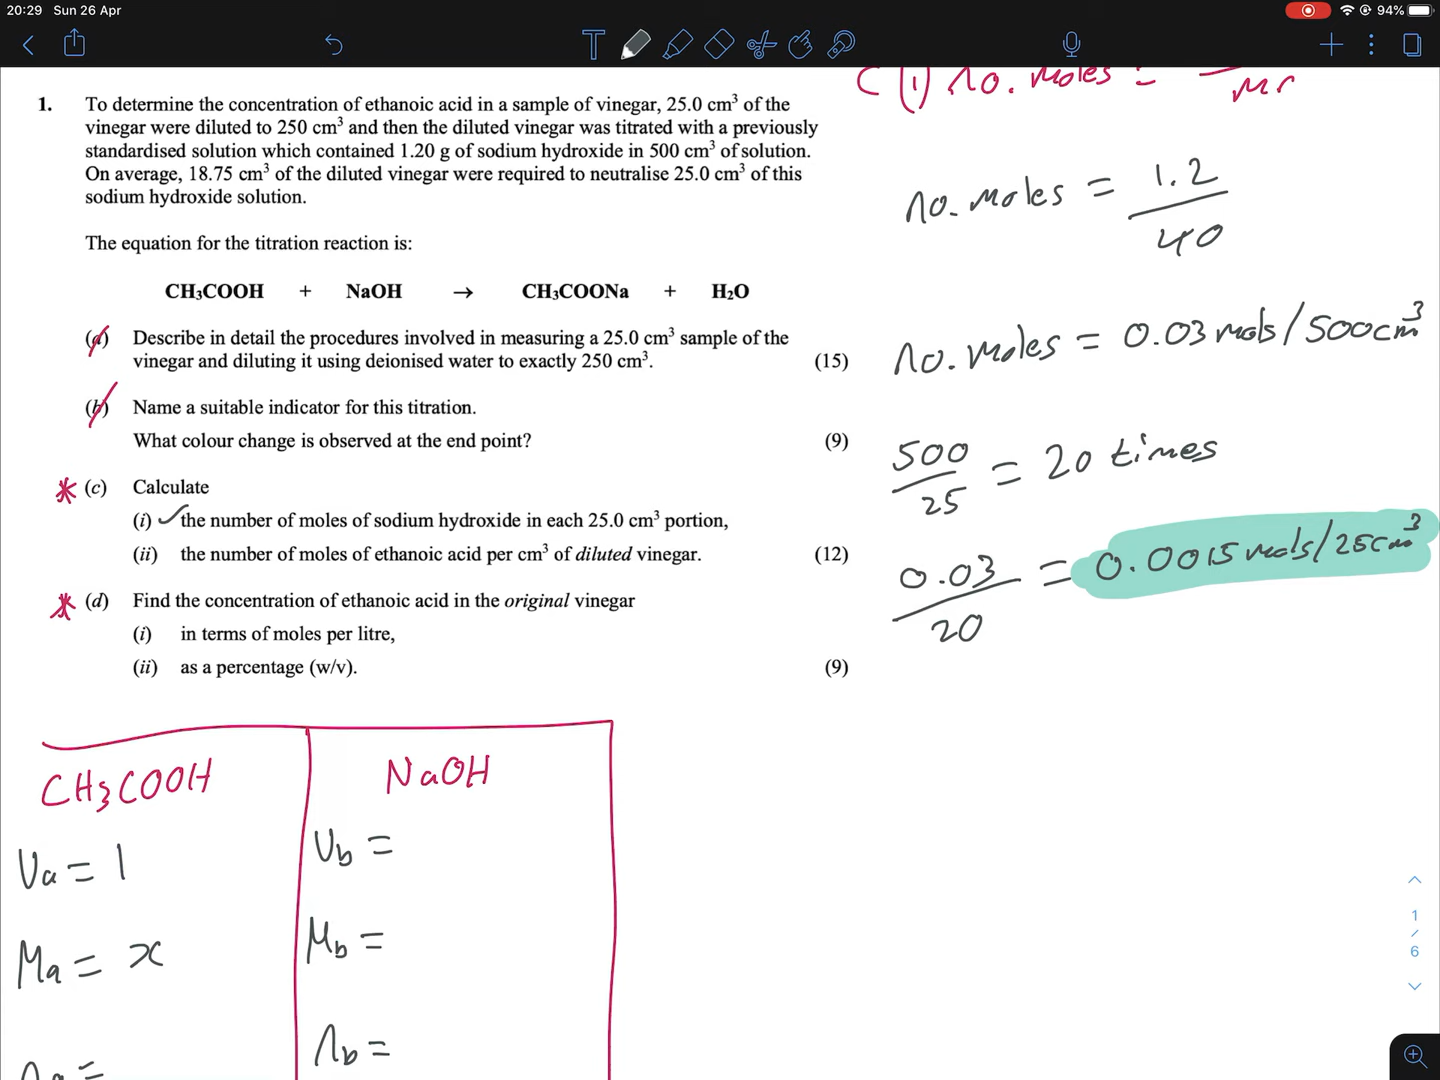 20:29 Sun 26 Apr
94%
1. To determine the concentration of ethanoic acid in a sample of vinegar, 25.0 cm³ of the
vinegar were diluted to 250 cm³ and then the diluted vinegar was titrated with a previously
standardised solution which contained 1.20 g of sodium hydroxide in 500 cm³ of solution.
On average, 18.75 cm³ of the diluted vinegar were required to neutralise 25.0 cm³ of this
sodium hydroxide solution.
The equation for the titration reaction is:
CH₃COOH + NaOH → CH₃COONa + H₂O
(a) Describe in detail the procedures involved in measuring a 25.0 cm³ sample of the
vinegar and diluting it using deionised water to exactly 250 cm³. (15)
(b) Name a suitable indicator for this titration.
What colour change is observed at the end point? (9)
* (c) Calculate
(i) ✓ the number of moles of sodium hydroxide in each 25.0 cm³ portion,
(ii) the number of moles of ethanoic acid per cm³ of diluted vinegar. (12)
* (d) Find the concentration of ethanoic acid in the original vinegar
(i) in terms of moles per litre,
(ii) as a percentage (w/v). (9)
C (i) no. moles = 
Mr
no. moles = 1.2
40
no. moles = 0.03 mols/500cm³
500
25
= 20 times
0.03
20
= 0.0015 mols/25cm³
CH₃COOH
Va = 1
Ma = x
na =
NaOH
Vb =
Mb =
nb =
1
/
6